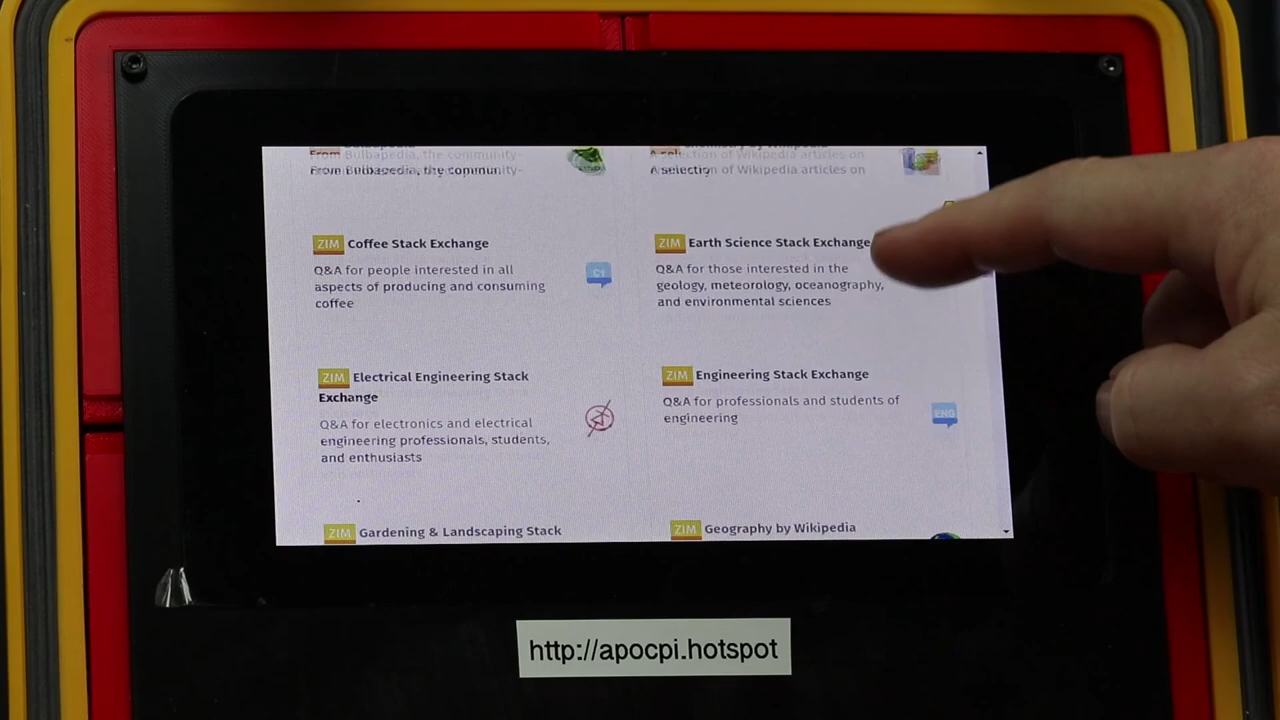 From Bulbapedia, the community-
A selection of Wikipedia articles on
ZIM Coffee Stack Exchange
Q&A for people interested in all
aspects of producing and consuming
coffee
ZIM Earth Science Stack Exchange
Q&A for those interested in the
geology, meteorology, oceanography,
and environmental sciences
ZIM Electrical Engineering Stack
Exchange
Q&A for electronics and electrical
engineering professionals, students,
and enthusiasts
ZIM Engineering Stack Exchange
Q&A for professionals and students of
engineering
ENG
ZIM Gardening & Landscaping Stack
ZIM Geography by Wikipedia
http://apocpi.hotspot